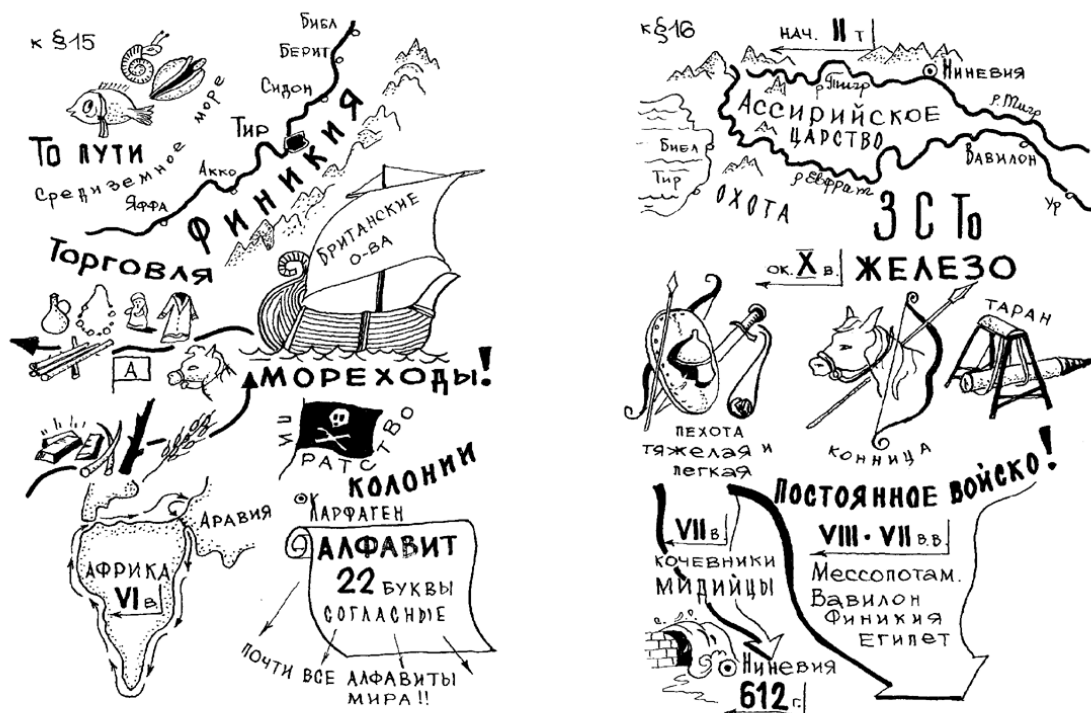 к §15
Библ
Берит
Сидон
Тир
Акко
Яффа
Средиземное море
То пути
Финикия
Торговля
Британские
о-ва
А
Мореходы!
Пиратство
Колонии
Карфаген
Аравия
Африка
VI в.
Алфавит
22 буквы
согласные
почти все алфавиты
мира!!
к §16
нач. II т
Ниневия
р. Тигр
р. Тигр
Ассирийское
царство
Библ
Тир
Вавилон
р. Евфрат
Ур
охота
З С То
ок. X в.
железо
таран
пехота
тяжелая и
легкая
конница
постоянное войско!
VII в
кочевники
мидийцы
VIII - VII в.в.
Мессопотам.
Вавилон
Финикия
Египет
Ниневия
612 г.